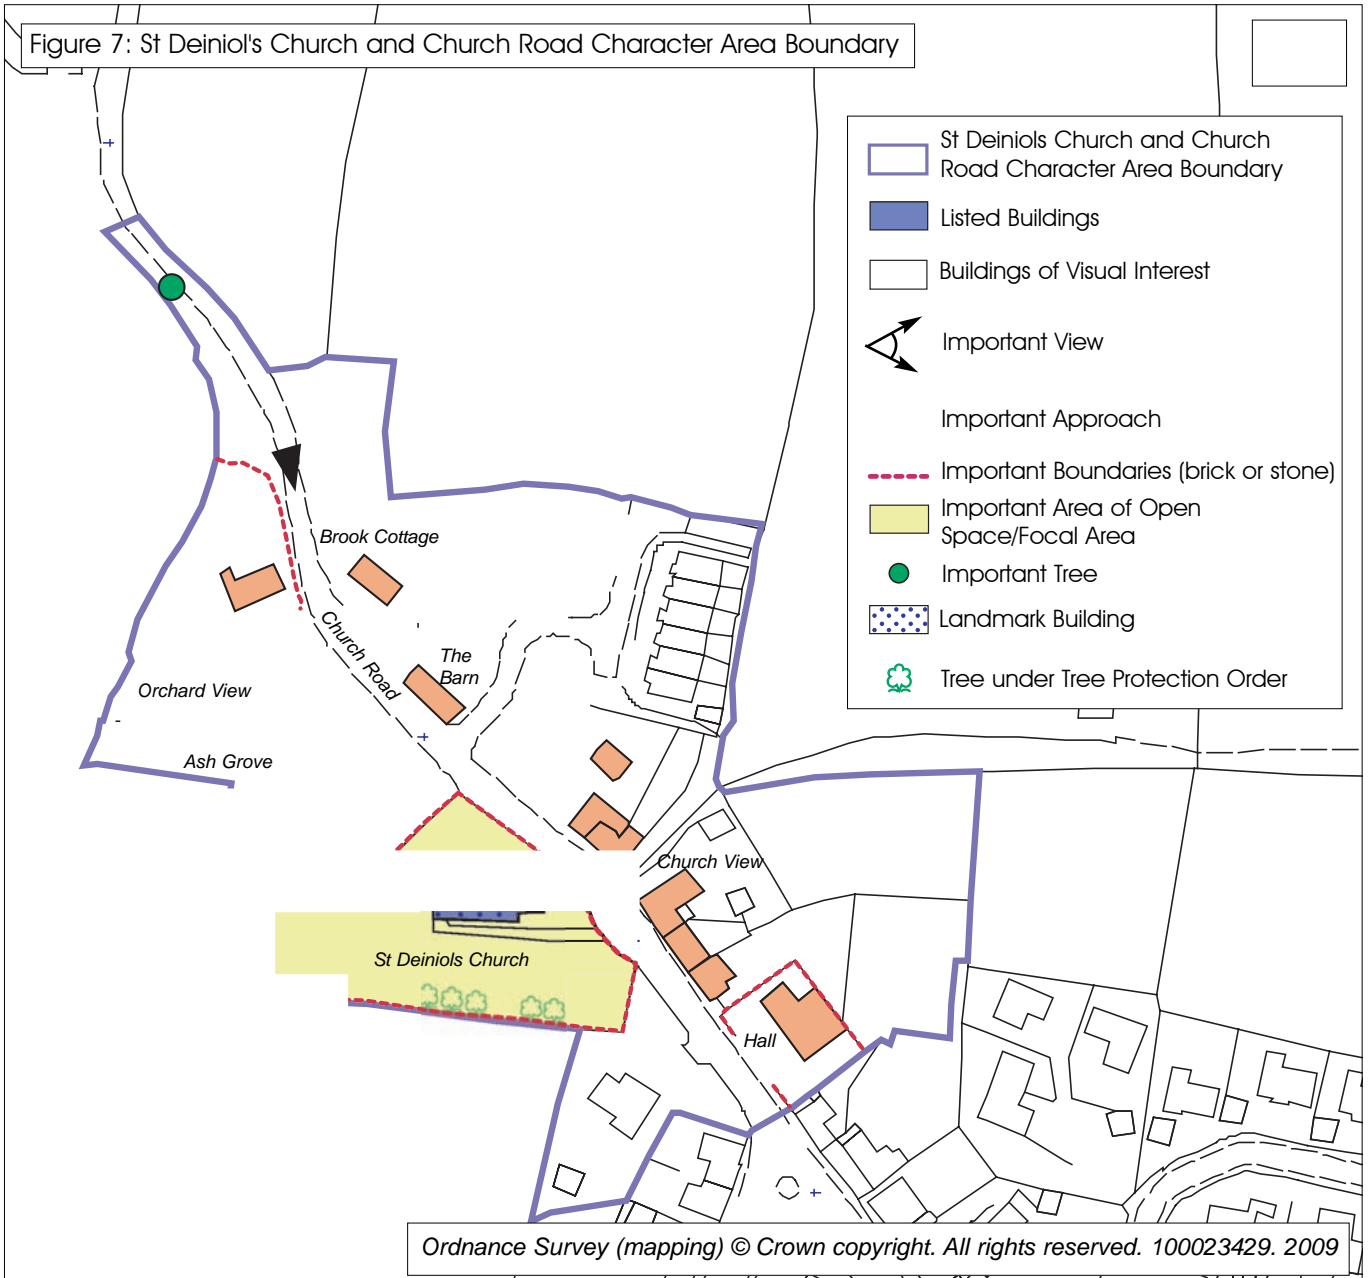 Figure 7: St Deiniol's Church and Church Road Character Area Boundary
St Deiniols Church and Church
Road Character Area Boundary
Listed Buildings
Buildings of Visual Interest
Important View
Important Approach
Important Boundaries (brick or stone)
Important Area of Open
Space/Focal Area
Important Tree
Landmark Building
Tree under Tree Protection Order
Brook Cottage
Church Road
The
Barn
Orchard View
Ash Grove
Church View
St Deiniols Church
Hall
Ordnance Survey (mapping) © Crown copyright. All rights reserved. 100023429. 2009